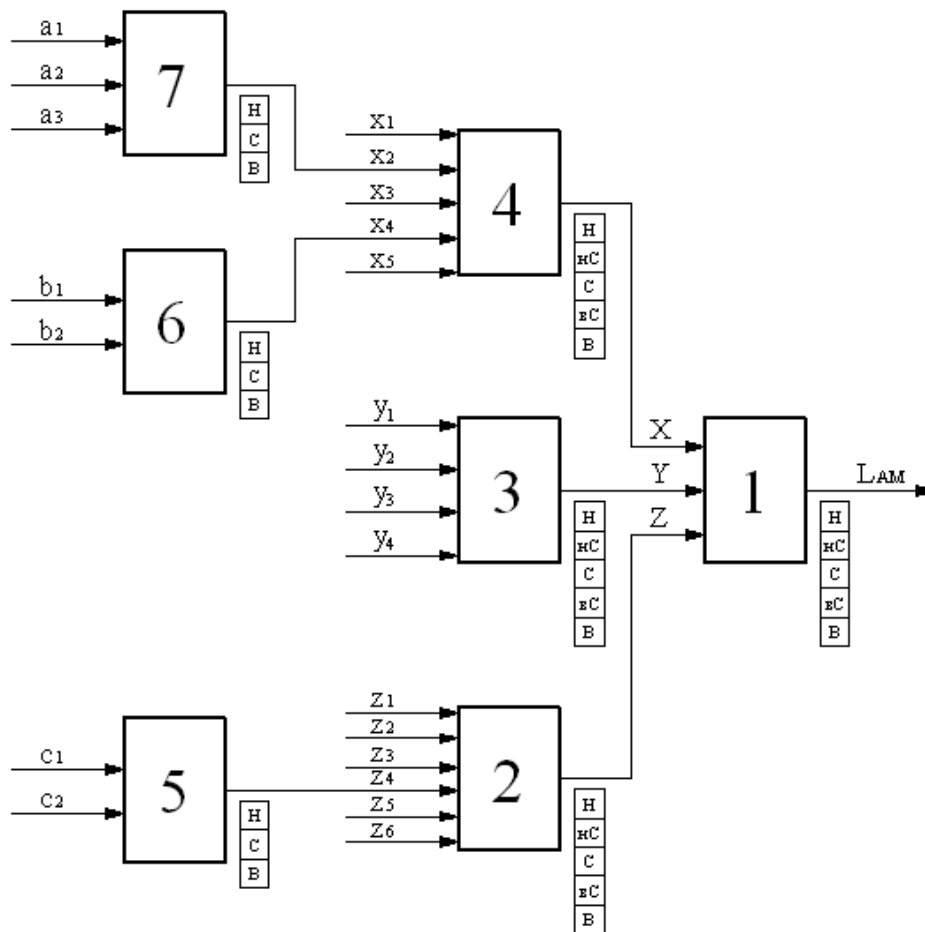 a1
a2
a3
7
Н
С
В
x1
x2
x3
x4
x5
4
Н
нС
С
вС
В
b1
b2
6
Н
С
В
y1
y2
y3
y4
3
Н
нС
С
вС
В
X
Y
Z
1
LAM
Н
нС
С
вС
В
c1
c2
5
Н
С
В
z1
z2
z3
z4
z5
z6
2
Н
нС
С
вС
В